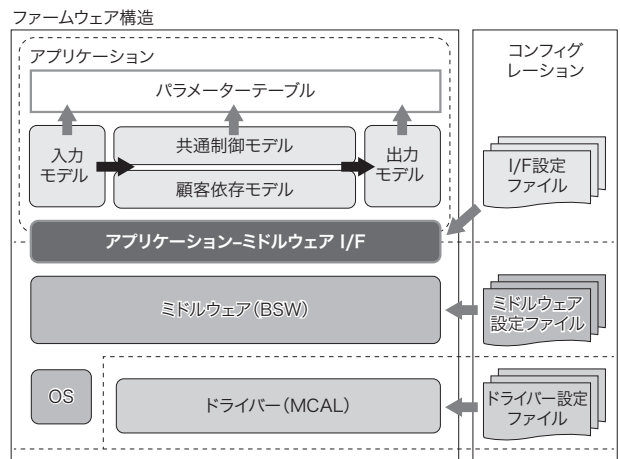 ファームウェア構造
アプリケーション
パラメーターテーブル
入力
モデル
共通制御モデル
顧客依存モデル
出力
モデル
アプリケーション–ミドルウェア I/F
ミドルウェア（BSW）
OS
ドライバー（MCAL）
コンフィグ
レーション
I/F設定
ファイル
ミドルウェア
設定ファイル
ドライバー設定
ファイル